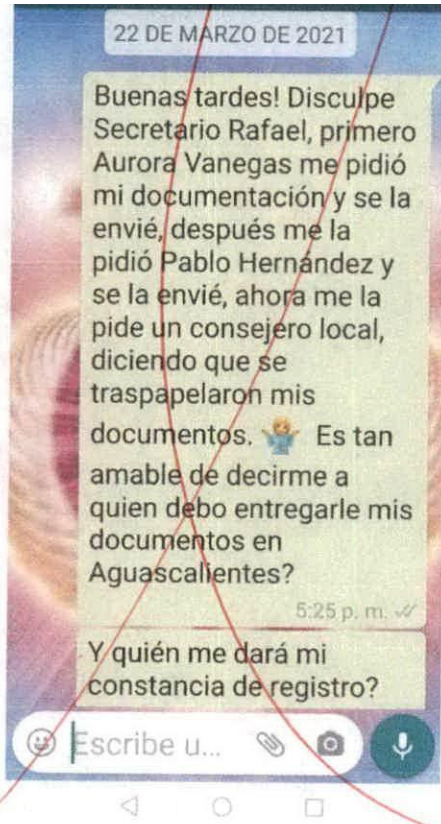 22 DE MARZO DE 2021
Buenas tardes! Disculpe
Secretario Rafael, primero
Aurora Vanegas me pidió
mi documentación y se la
envié, después me la
pidió Pablo Hernández y
se la envié, ahora me la
pide un consejero local,
diciendo que se
traspapelaron mis
documentos. 🤷 Es tan
amable de decirme a
quien debo entregarle mis
documentos en
Aguascalientes?
5:25 p. m.
Y quién me dará mi
constancia de registro?
Escribe u...